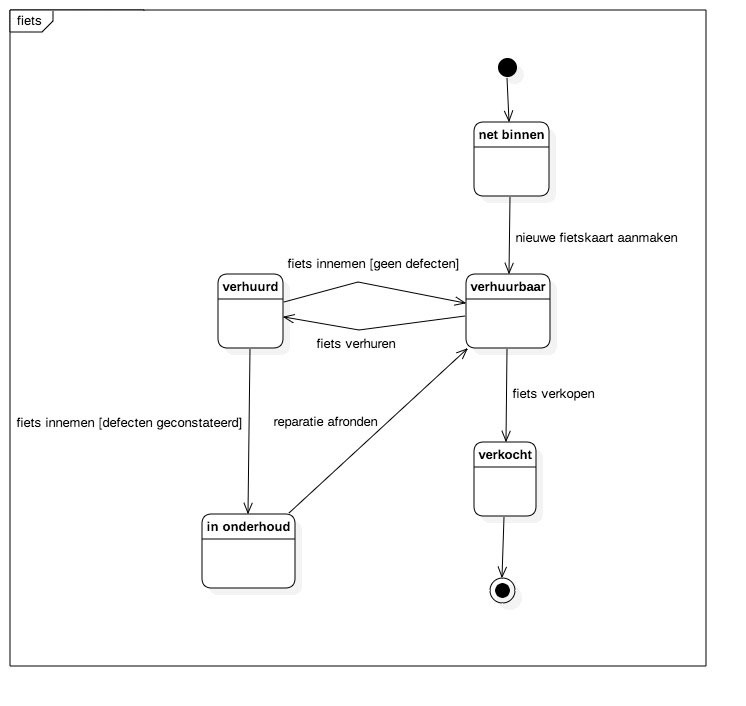 fiets
net binnen
nieuwe fietskaart aanmaken
fiets innemen [geen defecten]
verhuurd
verhuurbaar
fiets verhuren
fiets verkopen
fiets innemen [defecten geconstateerd]
reparatie afronden
verkocht
in onderhoud